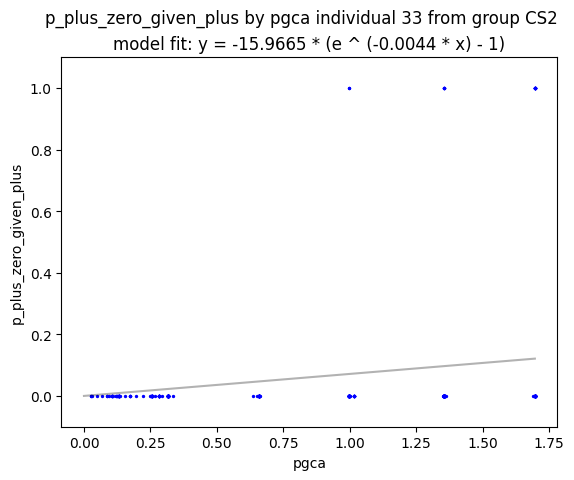 p_plus_zero_given_plus by pgca individual 33 from group CS2
model fit: y = -15.9665 * (e ^ (-0.0044 * x) - 1)
1.0
0.8
0.6
0.4
0.2
0.0
p_plus_zero_given_plus
0.00 0.25 0.50 0.75 1.00 1.25 1.50 1.75
pgca